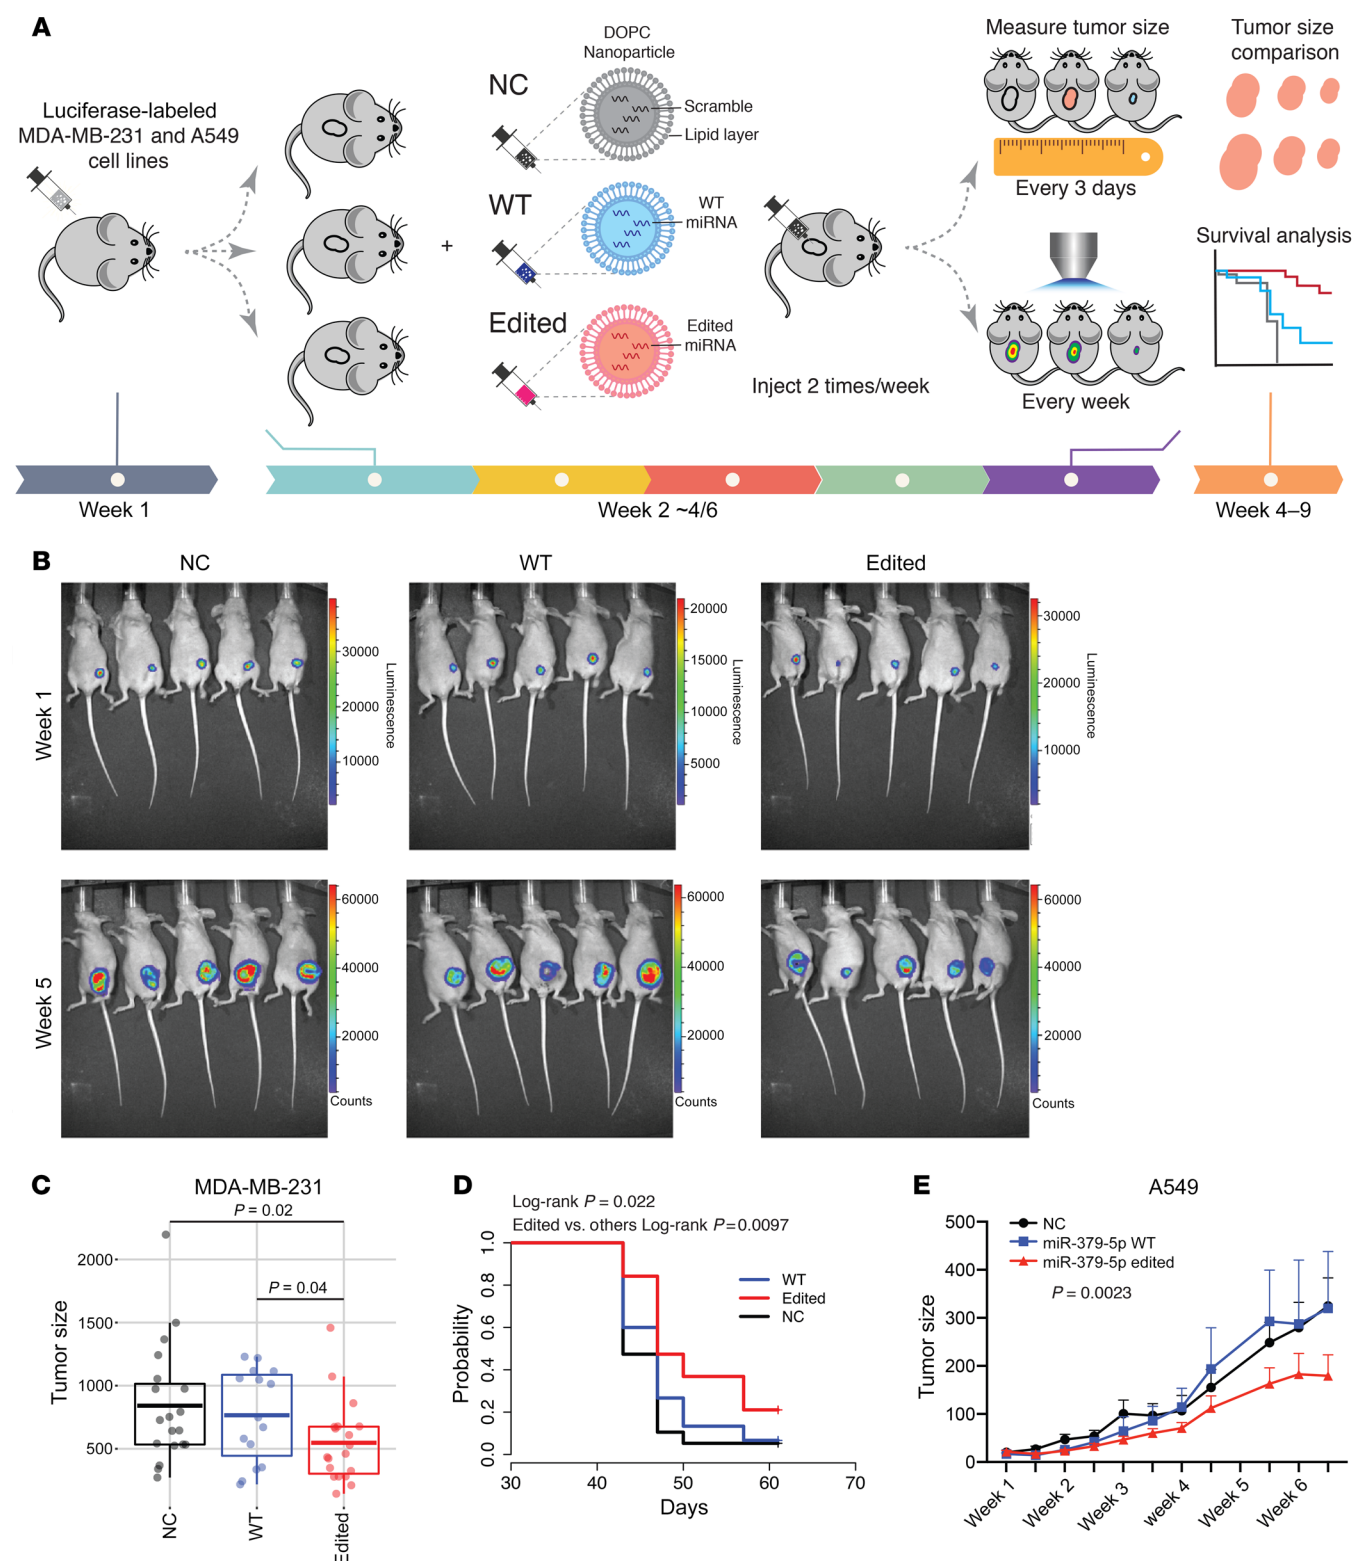 A
Luciferase-labeled
MDA-MB-231 and A549
cell lines
NC
DOPC
Nanoparticle
Scramble
Lipid layer
WT
WT
miRNA
+
Edited
Edited
miRNA
Inject 2 times/week
Measure tumor size
Every 3 days
Every week
Tumor size
comparison
Survival analysis
Week 1
Week 2 ~4/6
Week 4–9
B
NC
WT
Edited
Week 1
30000
20000
10000
Luminescence
20000
15000
10000
5000
Luminescence
30000
20000
10000
Luminescence
Week 5
60000
40000
20000
Counts
60000
40000
20000
Counts
60000
40000
20000
Counts
C
MDA-MB-231
P = 0.02
P = 0.04
Tumor size
2000
1500
1000
500
NC
WT
Edited
D
Log-rank P = 0.022
Edited vs. others Log-rank P=0.0097
Probability
1.0
0.8
0.6
0.4
0.2
0.0
WT
Edited
NC
30
40
50
60
70
Days
E
A549
NC
miR-379-5p WT
miR-379-5p edited
P = 0.0023
Tumor size
500
400
300
200
100
0
Week 1
Week 2
Week 3
week 4
Week 5
Week 6